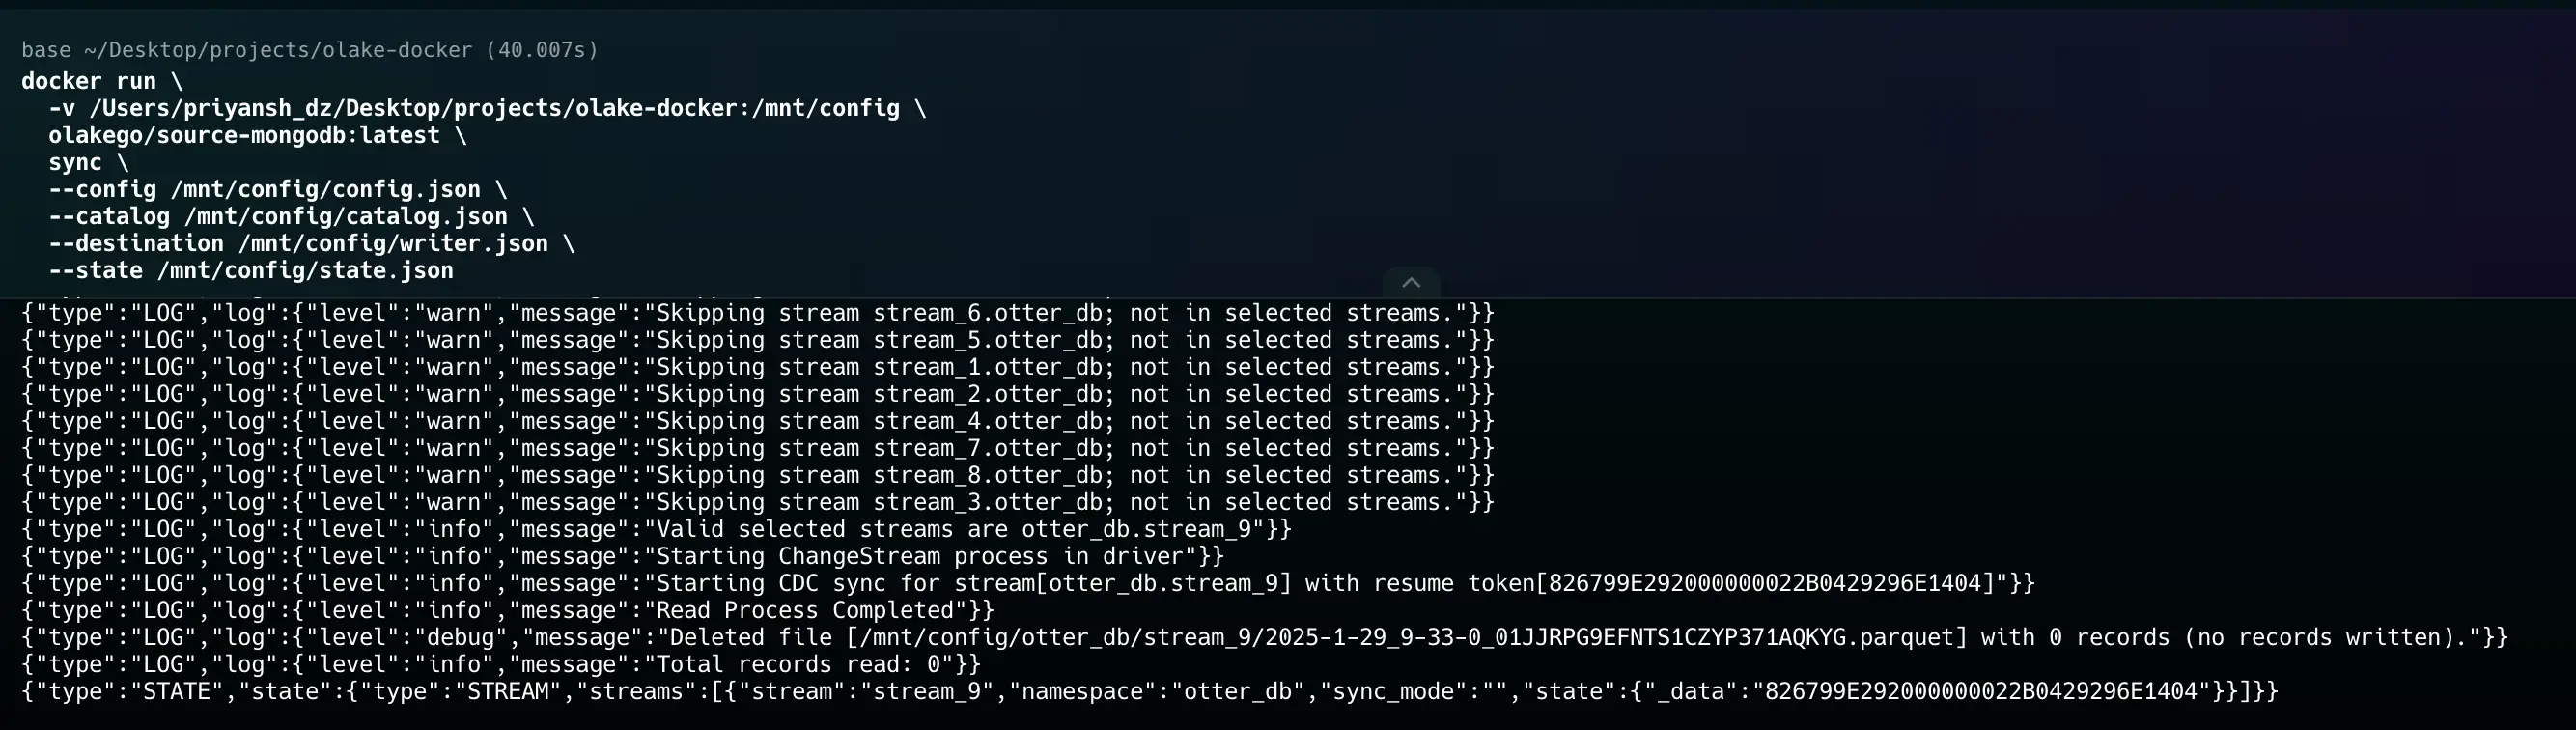 base ~/Desktop/projects/olake-docker (40.007s)
docker run \
  -v /Users/priyansh_dz/Desktop/projects/olake-docker:/mnt/config \
  olakego/source-mongodb:latest \
  sync \
  --config /mnt/config/config.json \
  --catalog /mnt/config/catalog.json \
  --destination /mnt/config/writer.json \
  --state /mnt/config/state.json
{"type":"LOG","log":{"level":"warn","message":"Skipping stream stream_6.otter_db; not in selected streams."}}
{"type":"LOG","log":{"level":"warn","message":"Skipping stream stream_5.otter_db; not in selected streams."}}
{"type":"LOG","log":{"level":"warn","message":"Skipping stream stream_1.otter_db; not in selected streams."}}
{"type":"LOG","log":{"level":"warn","message":"Skipping stream stream_2.otter_db; not in selected streams."}}
{"type":"LOG","log":{"level":"warn","message":"Skipping stream stream_4.otter_db; not in selected streams."}}
{"type":"LOG","log":{"level":"warn","message":"Skipping stream stream_7.otter_db; not in selected streams."}}
{"type":"LOG","log":{"level":"warn","message":"Skipping stream stream_8.otter_db; not in selected streams."}}
{"type":"LOG","log":{"level":"warn","message":"Skipping stream stream_3.otter_db; not in selected streams."}}
{"type":"LOG","log":{"level":"info","message":"Valid selected streams are otter_db.stream_9"}}
{"type":"LOG","log":{"level":"info","message":"Starting ChangeStream process in driver"}}
{"type":"LOG","log":{"level":"info","message":"Starting CDC sync for stream[otter_db.stream_9] with resume token[826799E292000000022B0429296E1404]"}}
{"type":"LOG","log":{"level":"info","message":"Read Process Completed"}}
{"type":"LOG","log":{"level":"debug","message":"Deleted file [/mnt/config/otter_db/stream_9/2025-1-29_9-33-0_01JJRPG9EFNTS1CZYP371AQKYG.parquet] with 0 records (no records written)."}}
{"type":"LOG","log":{"level":"info","message":"Total records read: 0"}}
{"type":"STATE","state":{"type":"STREAM","streams":[{"stream":"stream_9","namespace":"otter_db","sync_mode":"","state":{"_data":"826799E292000000022B0429296E1404"}}]}}